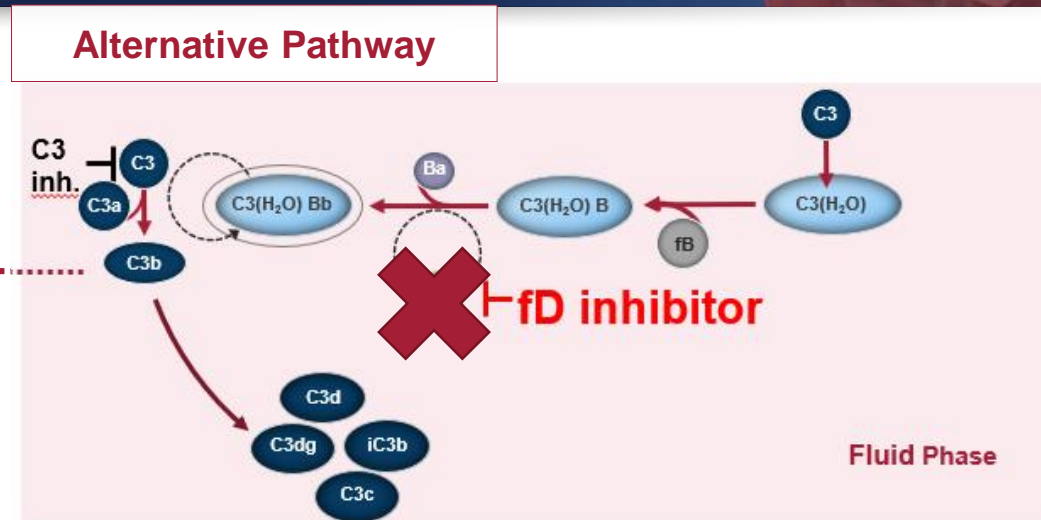 Alternative Pathway
C3
C3
inh.
C3
C3a
C3(H₂O) Bb
Ba
C3(H₂O) B
C3(H₂O)
fB
C3b
fD inhibitor
C3d
C3dg
iC3b
C3c
Fluid Phase